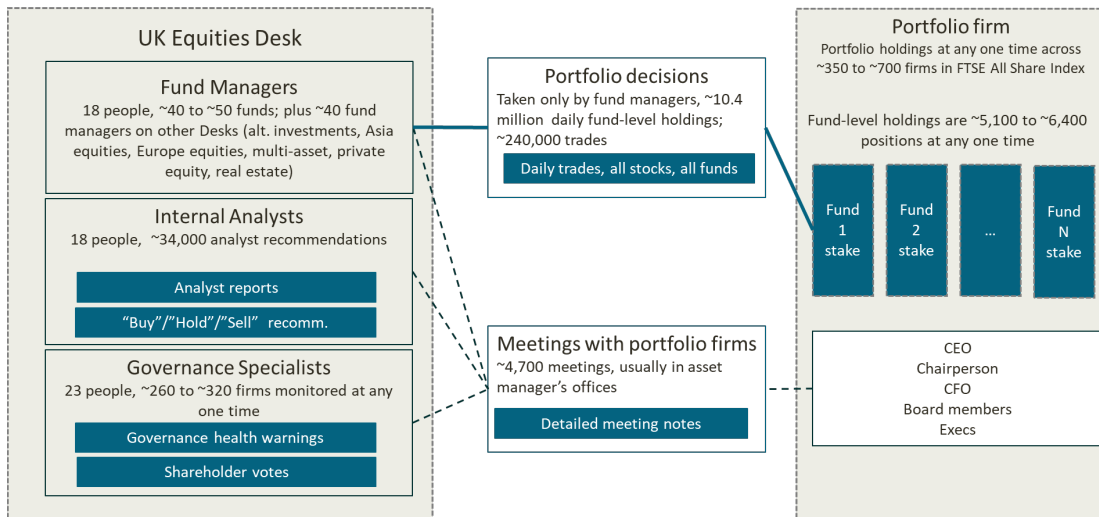 UK Equities Desk
Fund Managers
18 people, ~40 to ~50 funds; plus ~40 fund
managers on other Desks (alt. investments, Asia
equities, Europe equities, multi-asset, private
equity, real estate)
Internal Analysts
18 people,  ~34,000 analyst recommendations
Analyst reports
“Buy”/”Hold”/”Sell”  recomm.
Governance Specialists
23 people, ~260 to ~320 firms monitored at any
one time
Governance health warnings
Shareholder votes
Portfolio decisions
Taken only by fund managers, ~10.4
million daily fund-level holdings;
~240,000 trades
Daily trades, all stocks, all funds
Meetings with portfolio firms
~4,700 meetings, usually in asset
manager’s offices
Detailed meeting notes
Portfolio firm
Portfolio holdings at any one time across
~350 to ~700 firms in FTSE All Share Index
Fund-level holdings are ~5,100 to ~6,400
positions at any one time
Fund
1
stake
Fund
2
stake
...
Fund
N
stake
CEO
Chairperson
CFO
Board members
Execs